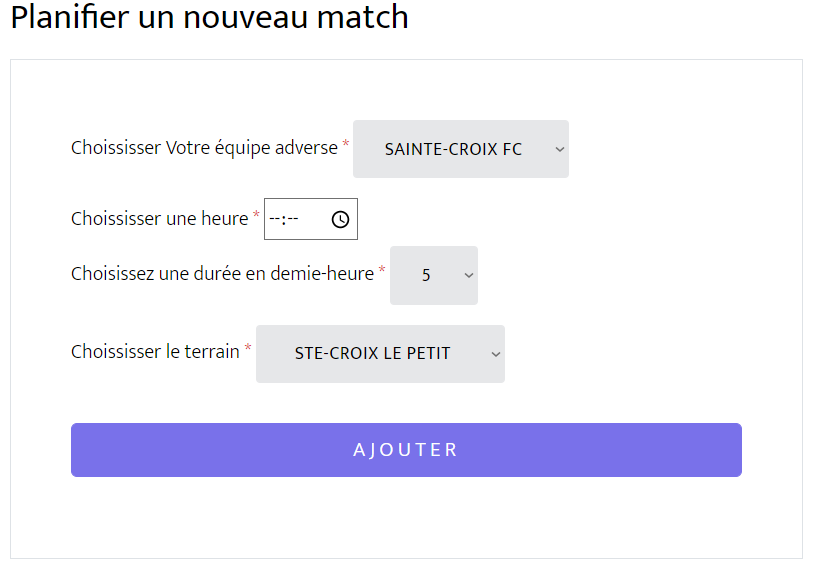 Planifier un nouveau match
Choississer Votre équipe adverse * SAINTE-CROIX FC
Choississer une heure * --:--
Choisissez une durée en demie-heure * 5
Choississer le terrain * STE-CROIX LE PETIT
AJOUTER